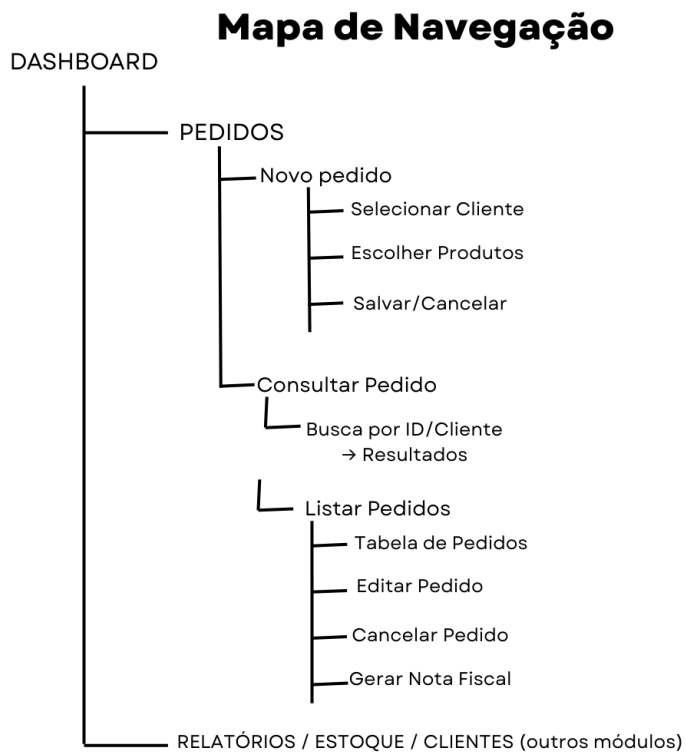 Mapa de Navegação
DASHBOARD
PEDIDOS
Novo pedido
Selecionar Cliente
Escolher Produtos
Salvar/Cancelar
Consultar Pedido
Busca por ID/Cliente
→ Resultados
Listar Pedidos
Tabela de Pedidos
Editar Pedido
Cancelar Pedido
Gerar Nota Fiscal
RELATÓRIOS / ESTOQUE / CLIENTES (outros módulos)